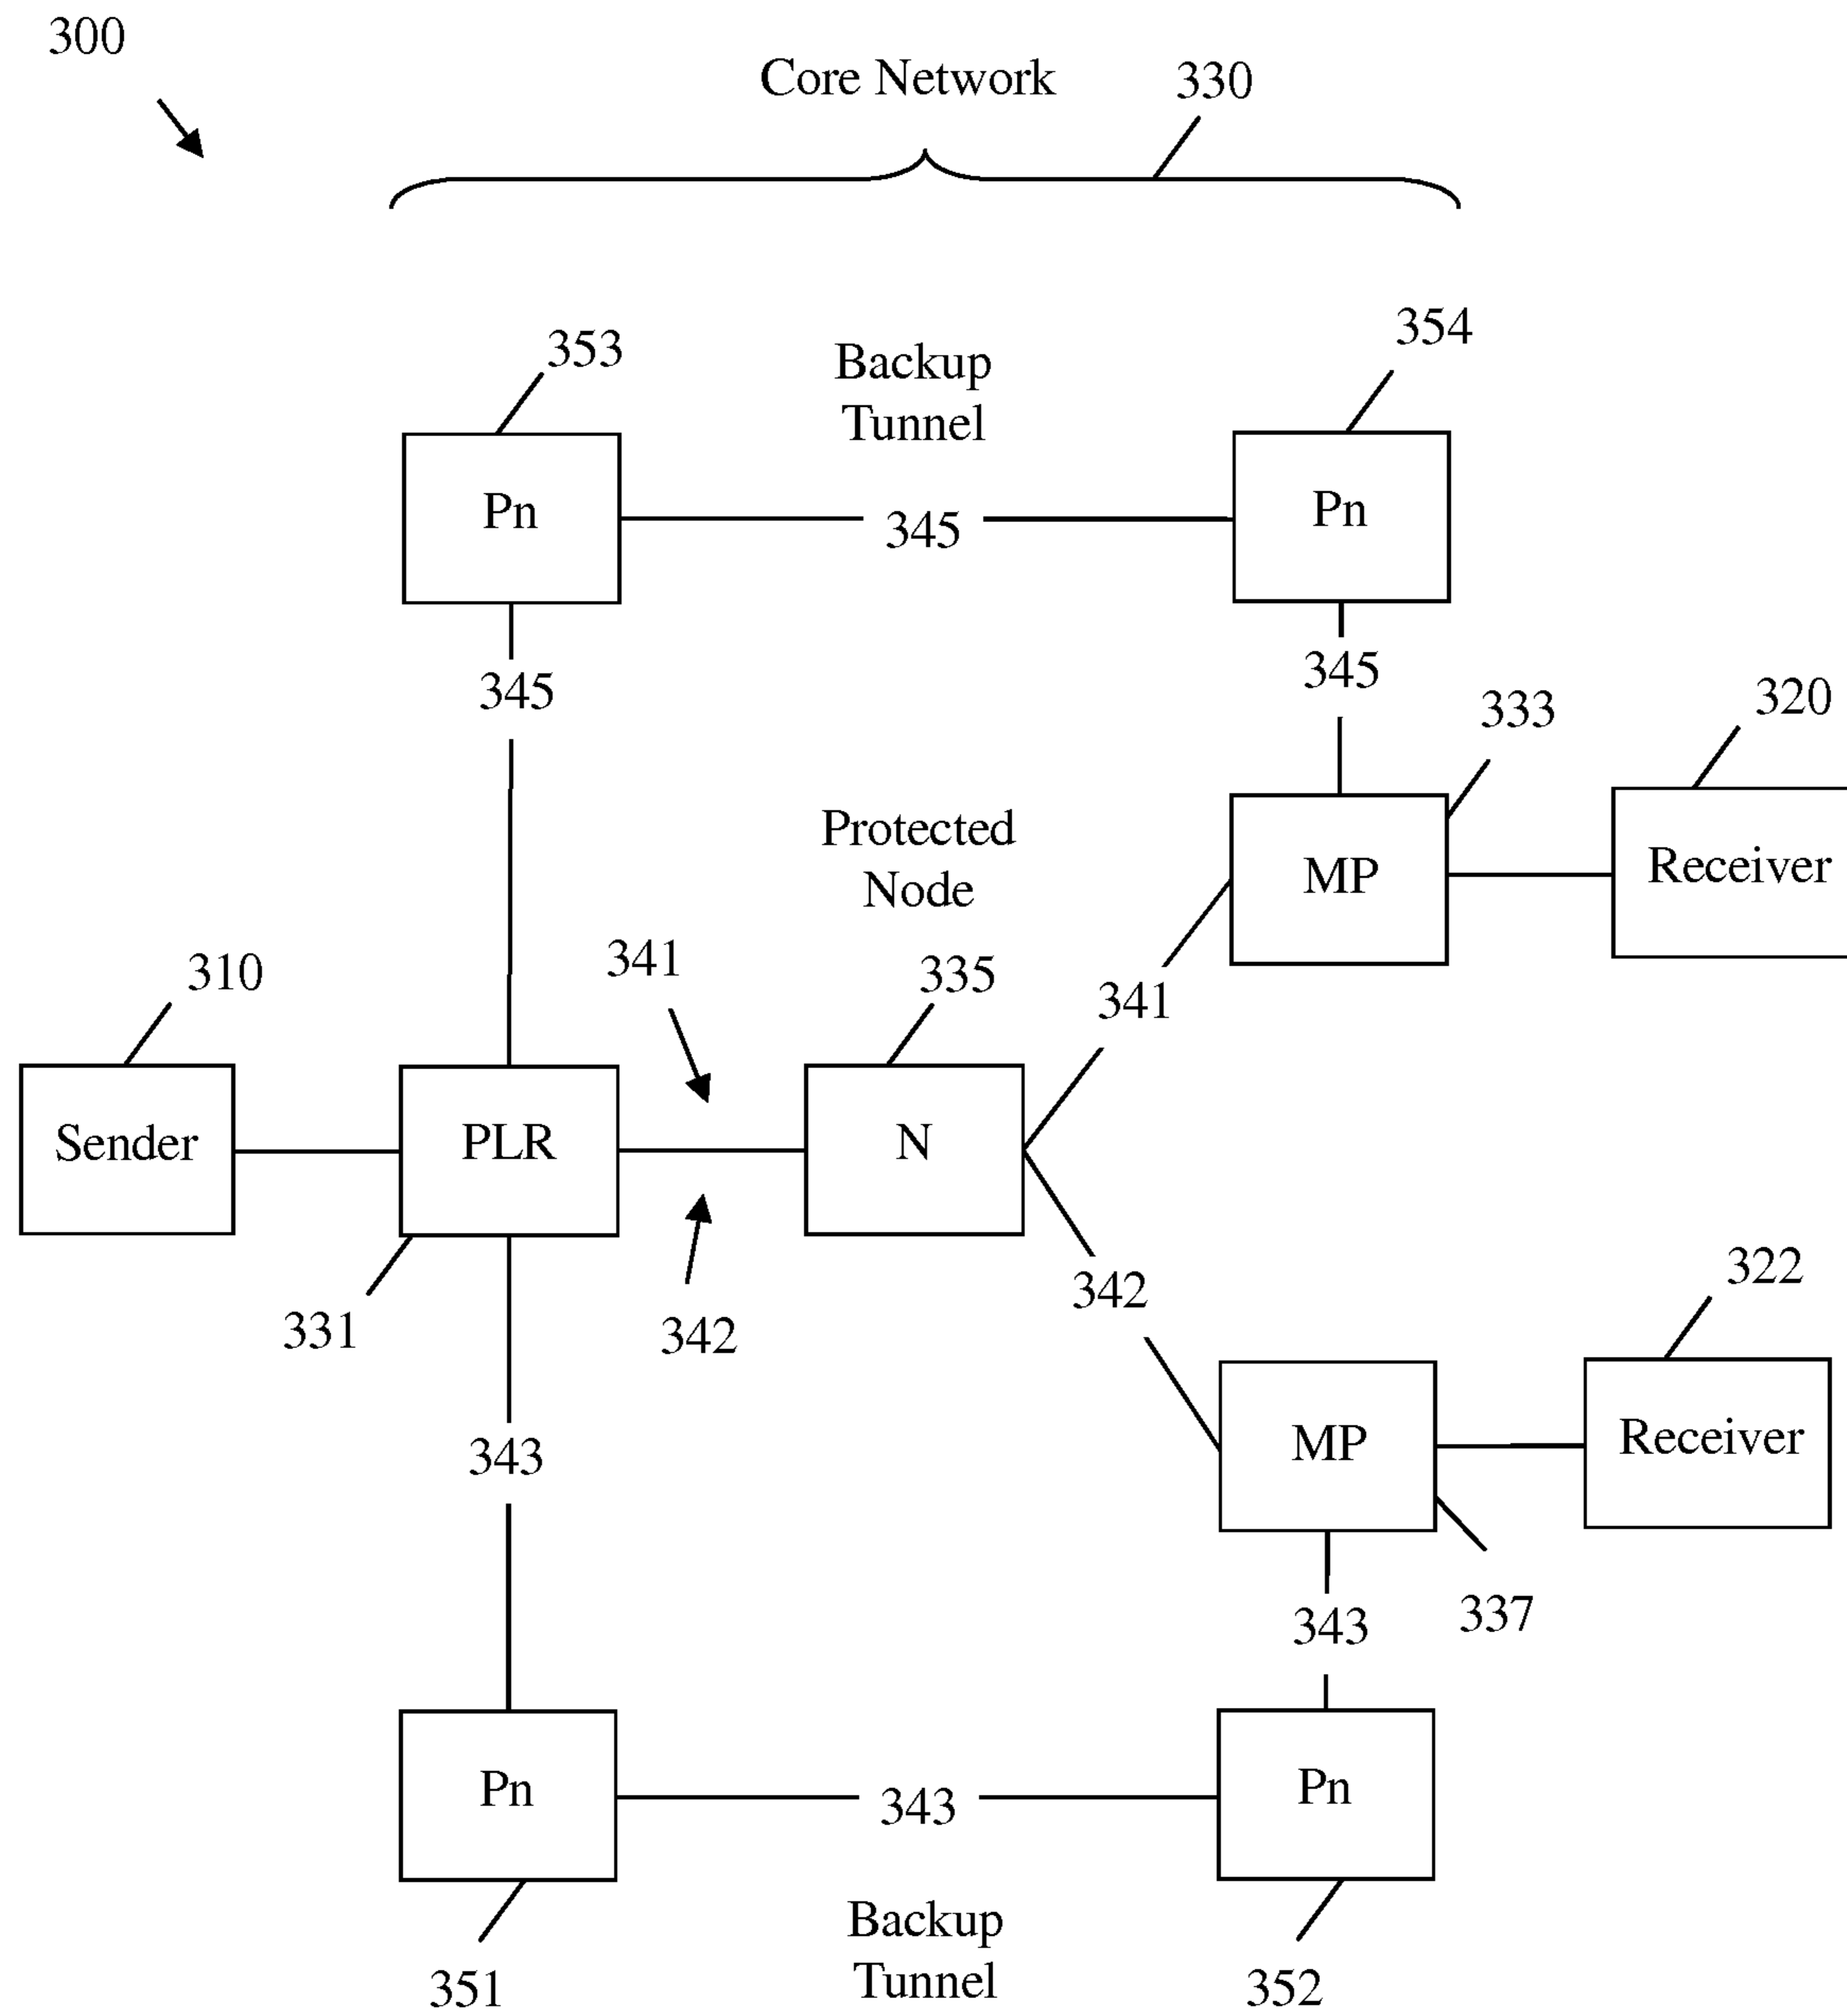 300
Core Network
330
353
Backup
Tunnel
354
Pn
345
Pn
345
345
333
320
Protected
Node
MP
Receiver
310
341
335
341
Sender
PLR
N
331
342
342
322
343
MP
Receiver
343
337
Pn
343
Pn
351
Backup
Tunnel
352